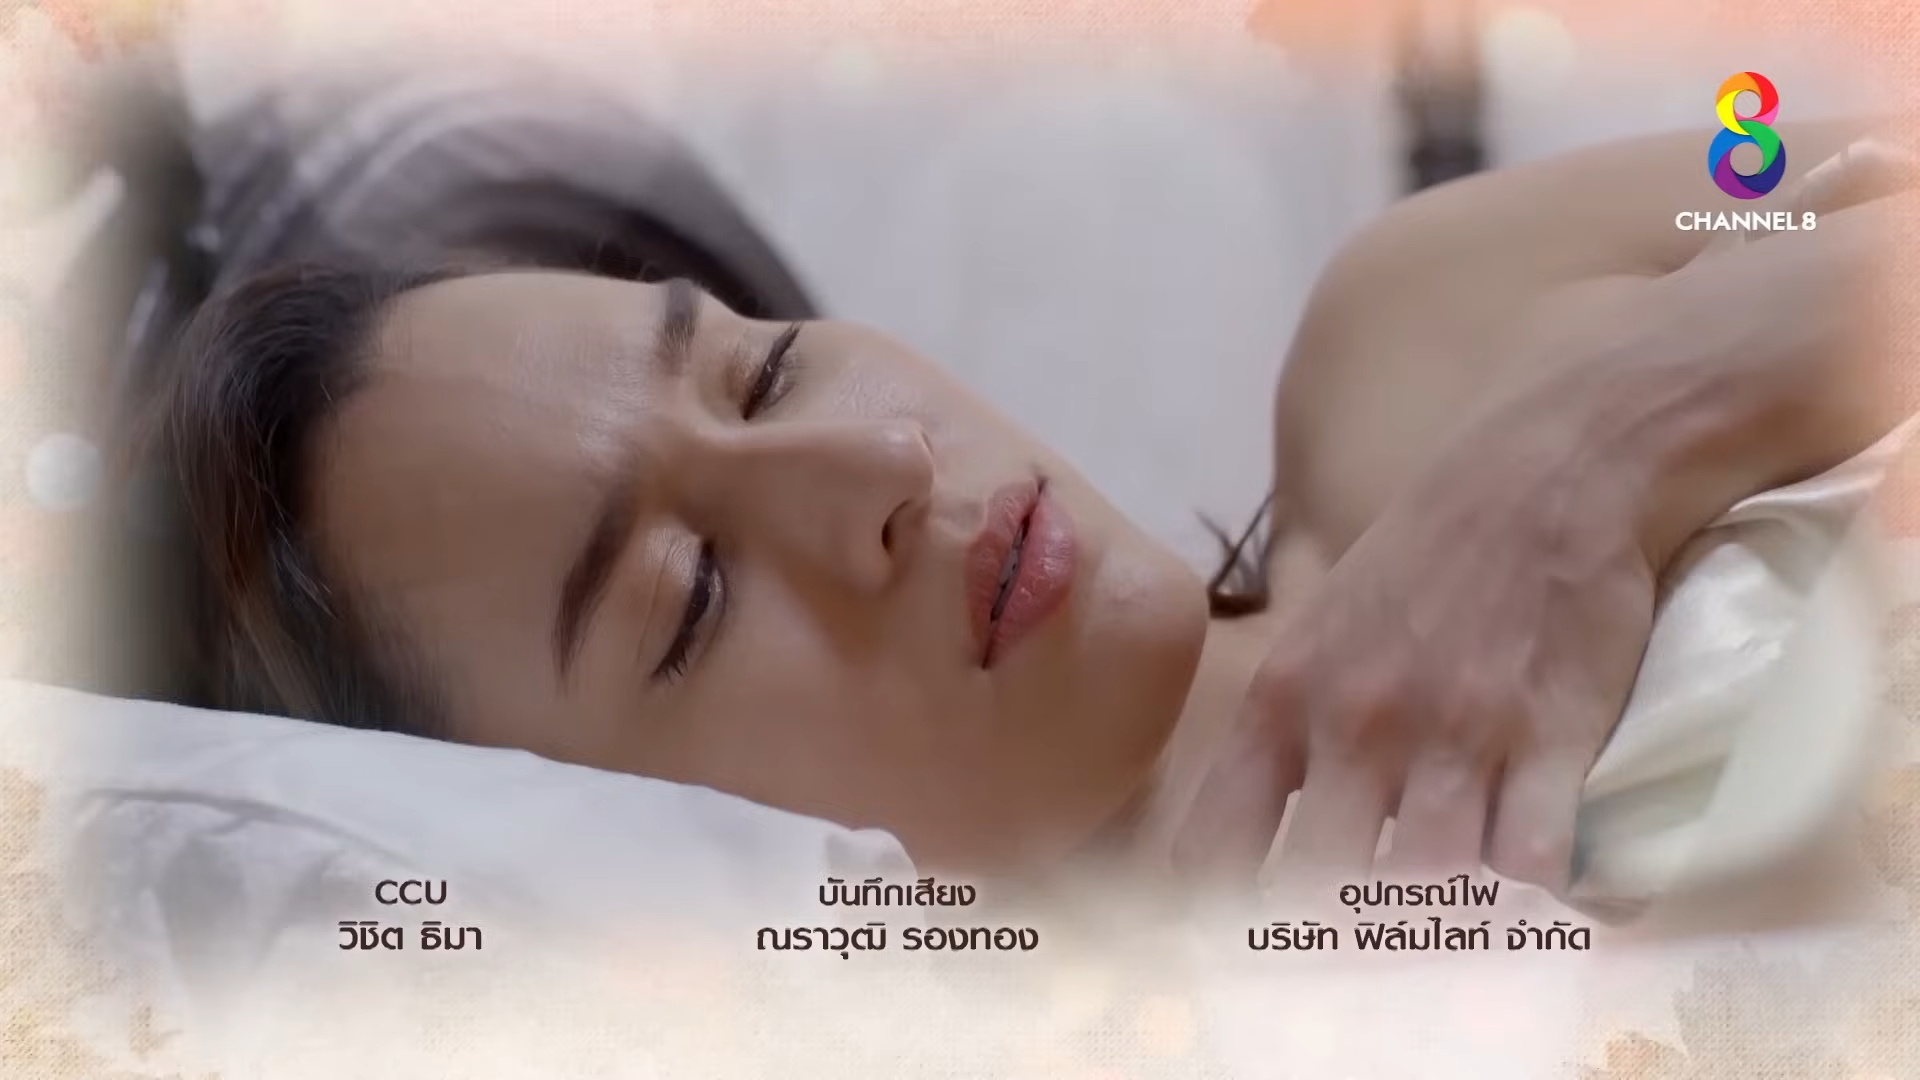 CHANNEL 8
CCU
วิชิต ธิมา
บันทึกเสียง
ณราวุฒิ รองทอง
อุปกรณ์ไฟ
บริษัท ฟิล์มไลท์ จำกัด